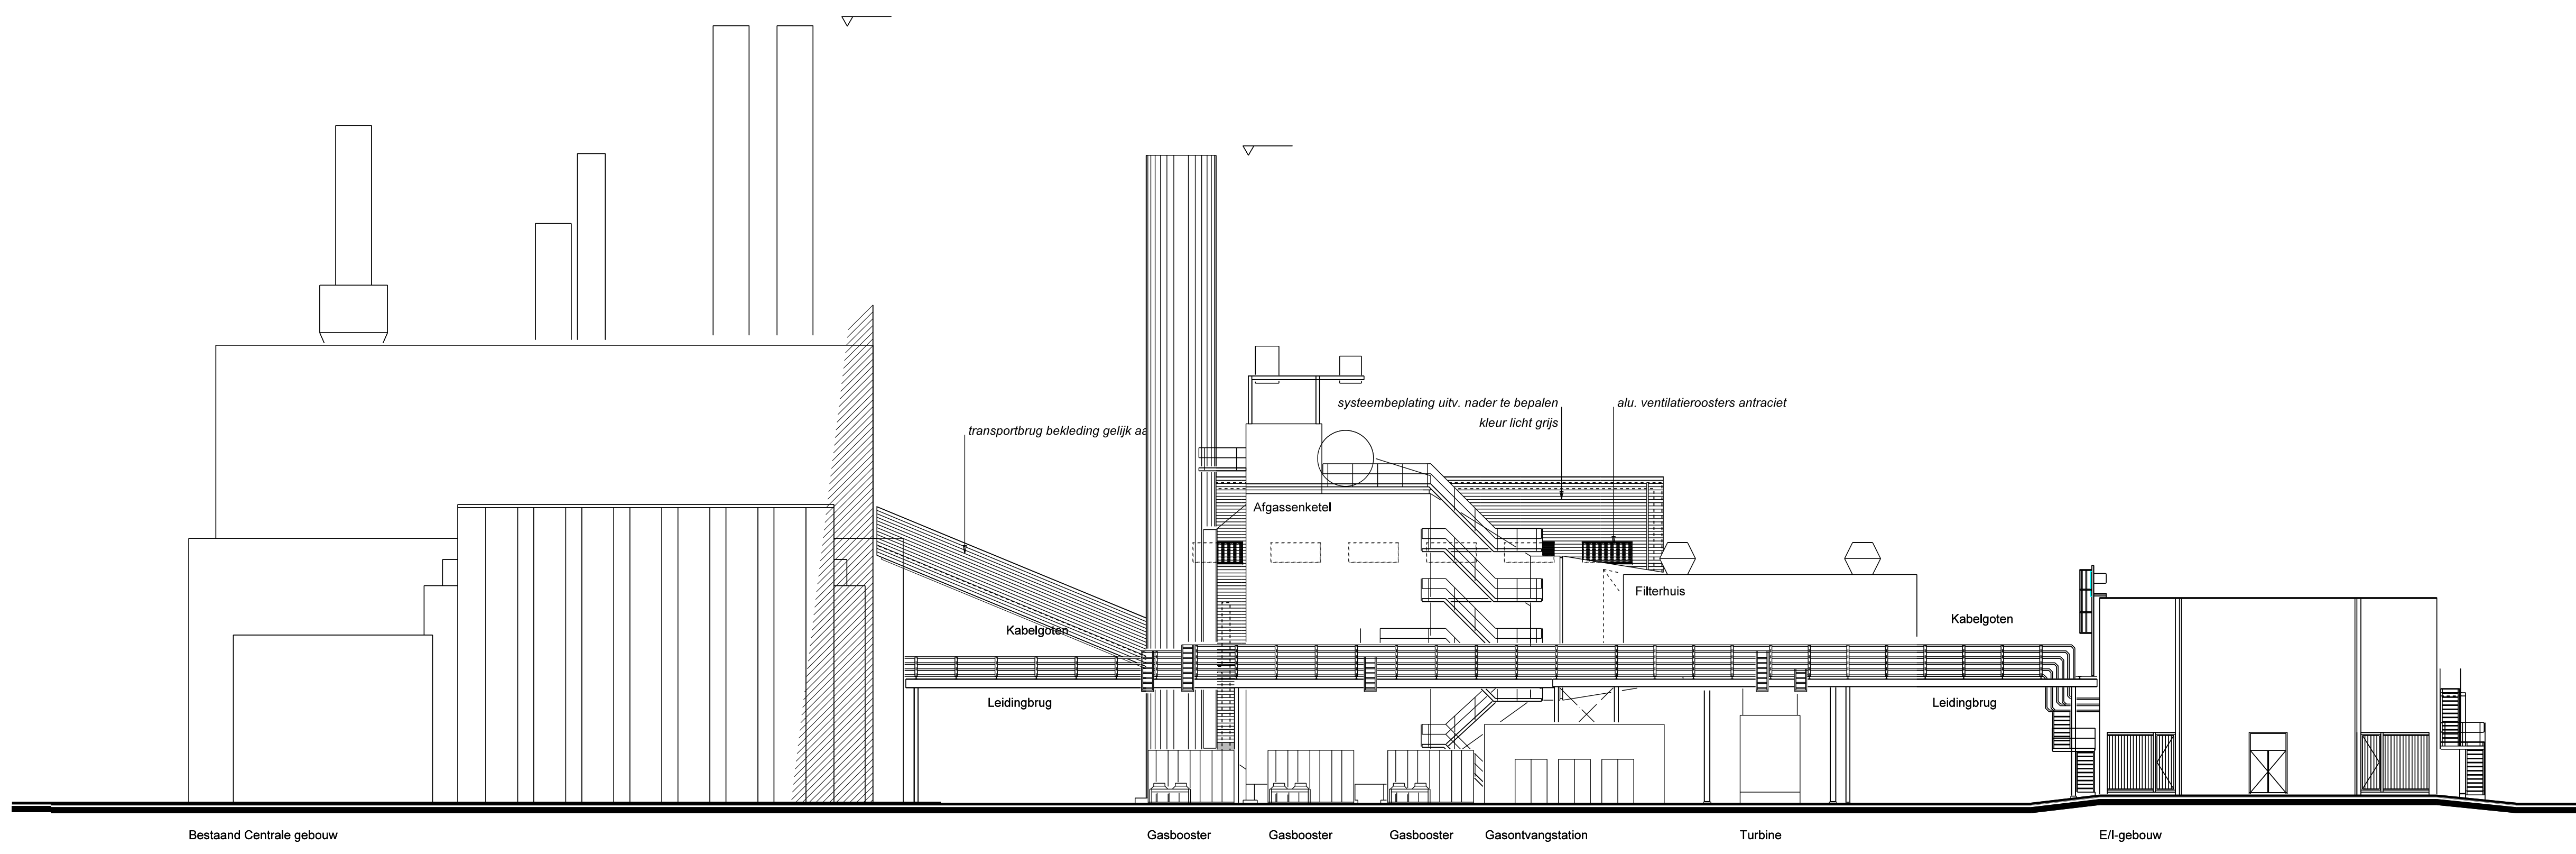 systeembeplating uitv. nader te bepalen
kleur licht grijs
alu. ventilatieroosters antraciet
transportbrug bekleding gelijk aa
Afgassenketel
Filterhuis
Kabelgoten
Kabelgoten
Leidingbrug
Leidingbrug
Bestaand Centrale gebouw
Gasbooster
Gasbooster
Gasbooster
Gasontvangstation
Turbine
E/I-gebouw